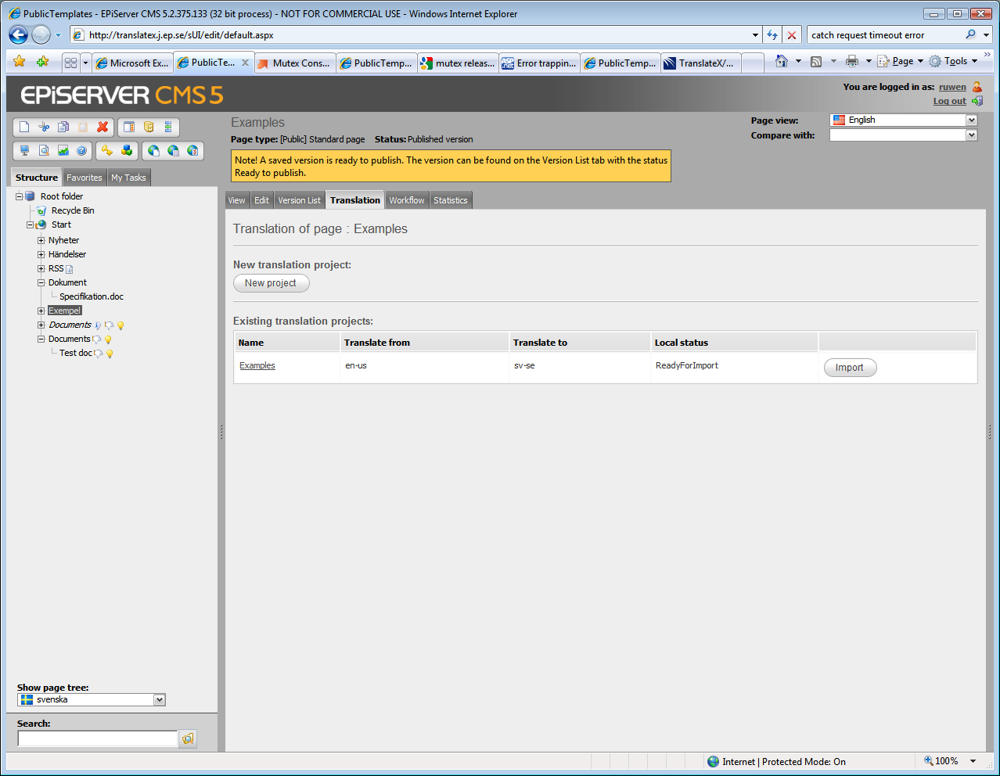 PublicTemplates - EPiServer CMS 5.2.375.133 (32 bit process) - NOT FOR COMMERCIAL USE - Windows Internet Explorer
http://translatex.j.ep.se/sUI/edit/default.aspx
catch request timeout error
Microsoft Ex...
PublicTe...
Mutex Cons...
PublicTemp...
mutex releas...
Error trappin...
PublicTemp...
TranslateX/...
Page
Tools
EPiSERVER CMS 5
You are logged in as: ruwen
Log out
Examples
Page type: [Public] Standard page Status: Published version
Page view: English
Compare with:
Note! A saved version is ready to publish. The version can be found on the Version List tab with the status
Ready to publish.
Structure
Favorites
My Tasks
View
Edit
Version List
Translation
Workflow
Statistics
Root folder
Recycle Bin
Start
Nyheter
Händelser
RSS
Dokument
Specifikation.doc
Exempel
Documents
Documents
Test doc
Translation of page : Examples
New translation project:
New project
Existing translation projects:
Name Translate from Translate to Local status
Examples en-us sv-se ReadyForImport Import
Show page tree:
svenska
Search:
Internet | Protected Mode: On
100%